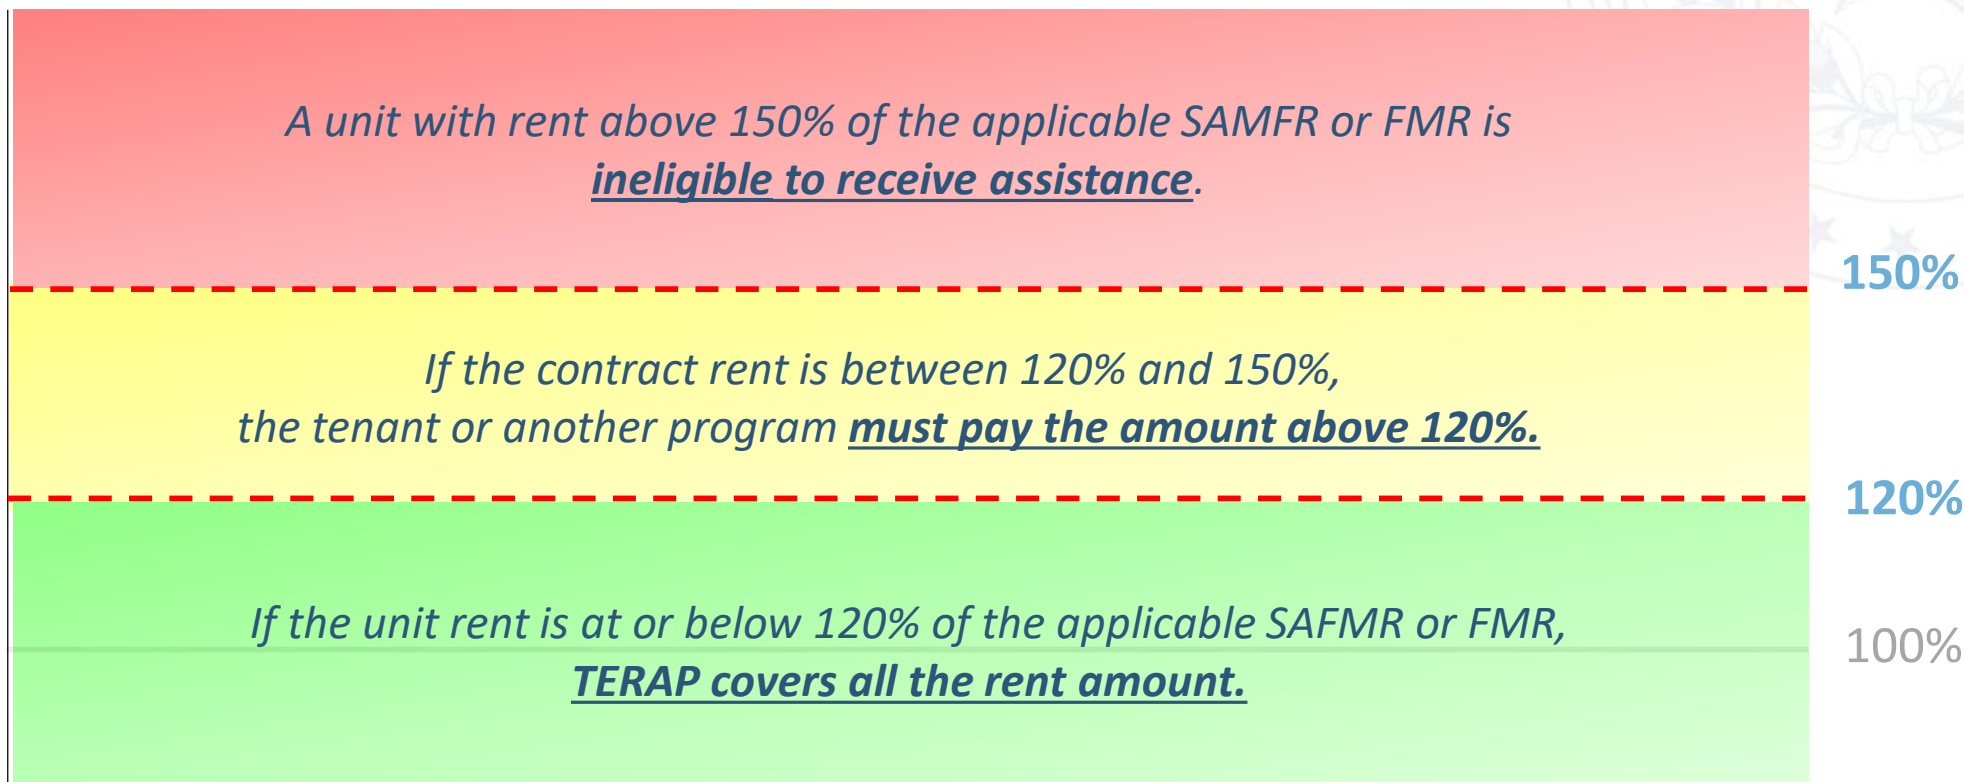 A unit with rent above 150% of the applicable SAMFR or FMR is
ineligible to receive assistance.
150%
If the contract rent is between 120% and 150%,
the tenant or another program must pay the amount above 120%.
120%
If the unit rent is at or below 120% of the applicable SAFMR or FMR,
100%
TERAP covers all the rent amount.